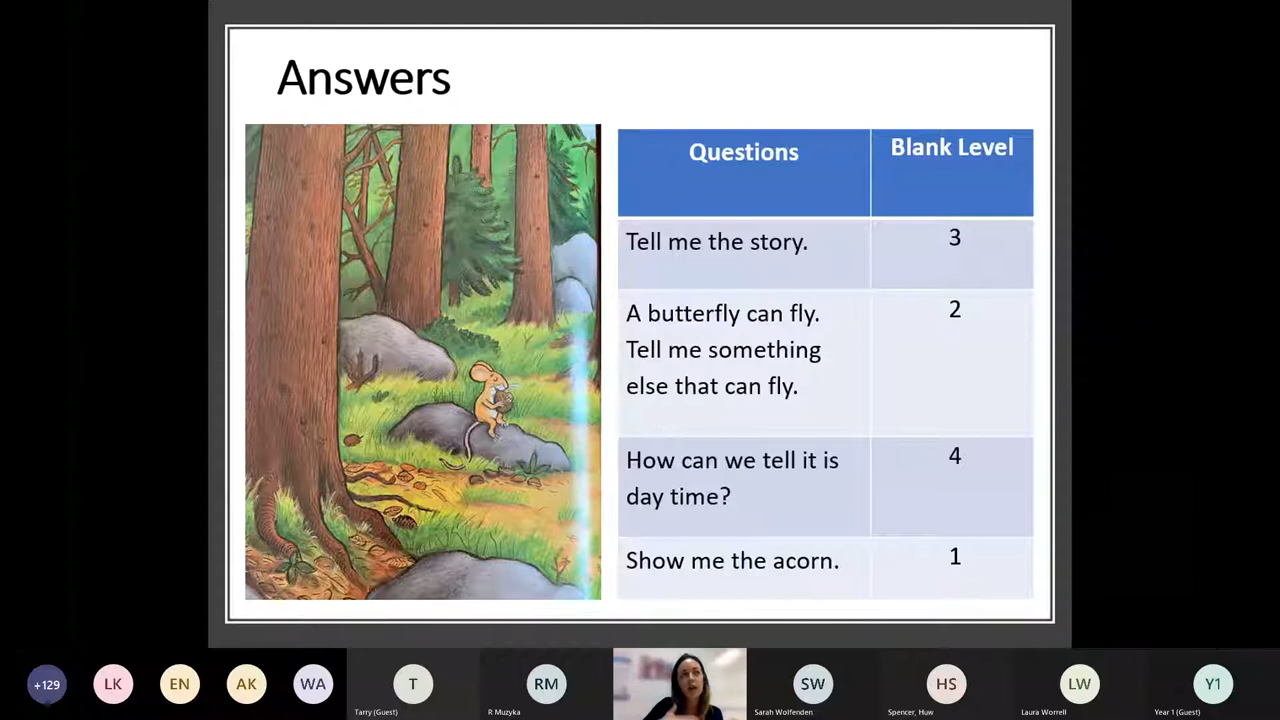 Answers
Questions
Blank Level
Tell me the story.
3
A butterfly can fly.
Tell me something
else that can fly.
2
How can we tell it is
day time?
4
Show me the acorn.
1
+129
LK
EN
AK
WA
T
Tarry (Guest)
RM
R Muzyka
SW
Sarah Wolfenden
HS
Spencer, Huw
LW
Laura Worrell
Y1
Year 1 (Guest)